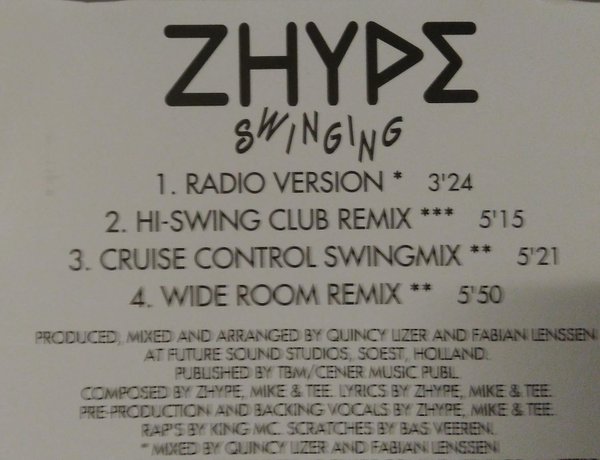 ZHYPE
SWINGING
1. RADIO VERSION * 3'24
2. HI-SWING CLUB REMIX *** 5'15
3. CRUISE CONTROL SWINGMIX ** 5'21
4. WIDE ROOM REMIX ** 5'50
PRODUCED, MIXED AND ARRANGED BY QUINCY LIZER AND FABIAN LENSSEN
AT FUTURE SOUND STUDIOS, SOEST, HOLLAND.
PUBLISHED BY TBM/CENER MUSIC PUBL.
COMPOSED BY ZHYPE, MIKE & TEE. LYRICS BY ZHYPE, MIKE & TEE.
PRE-PRODUCTION AND BACKING VOCALS BY ZHYPE, MIKE & TEE.
RAP'S BY KING MC. SCRATCHES BY BAS VEEREN.
* MIXED BY QUINCY LIZER AND FABIAN LENSSEN